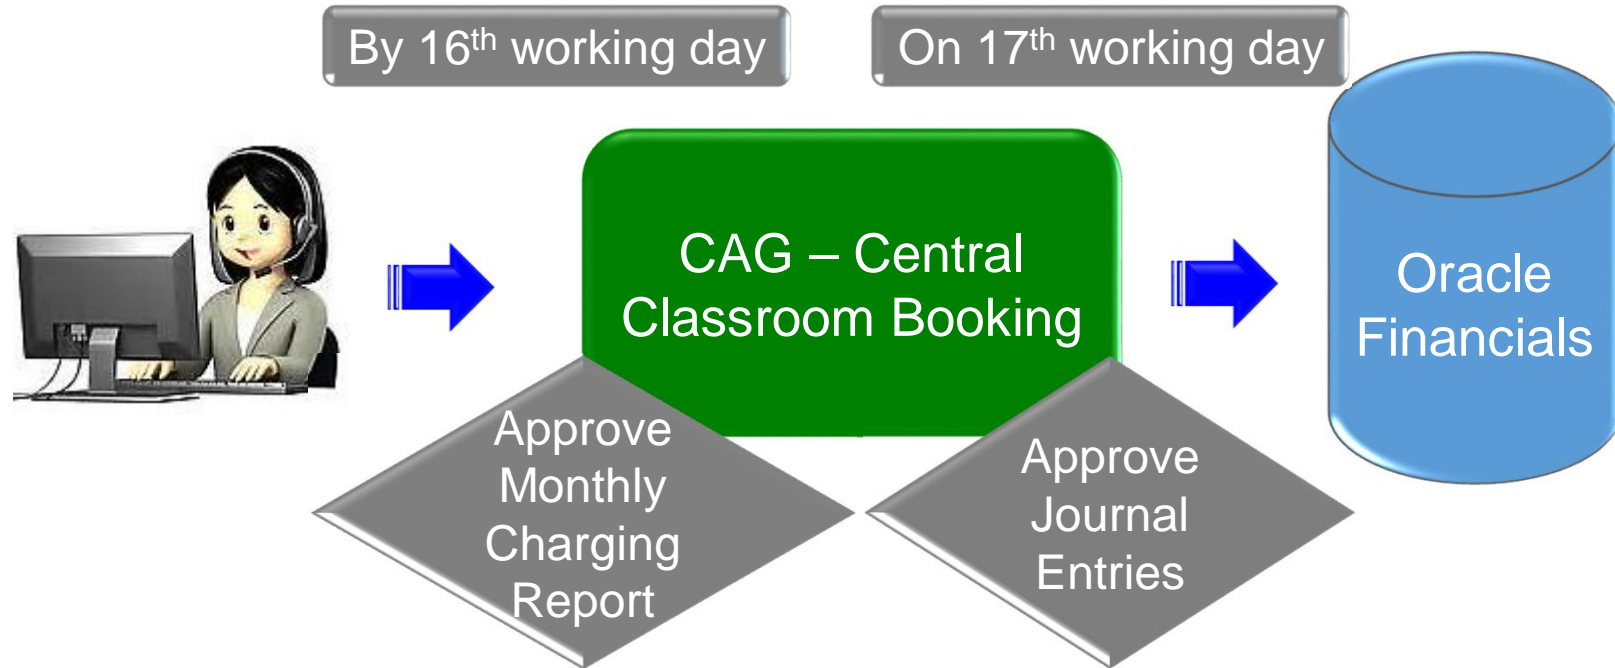 By 16th working day
On 17th working day
CAG – Central
Classroom Booking
Oracle
Financials
Approve
Monthly
Charging
Report
Approve
Journal
Entries